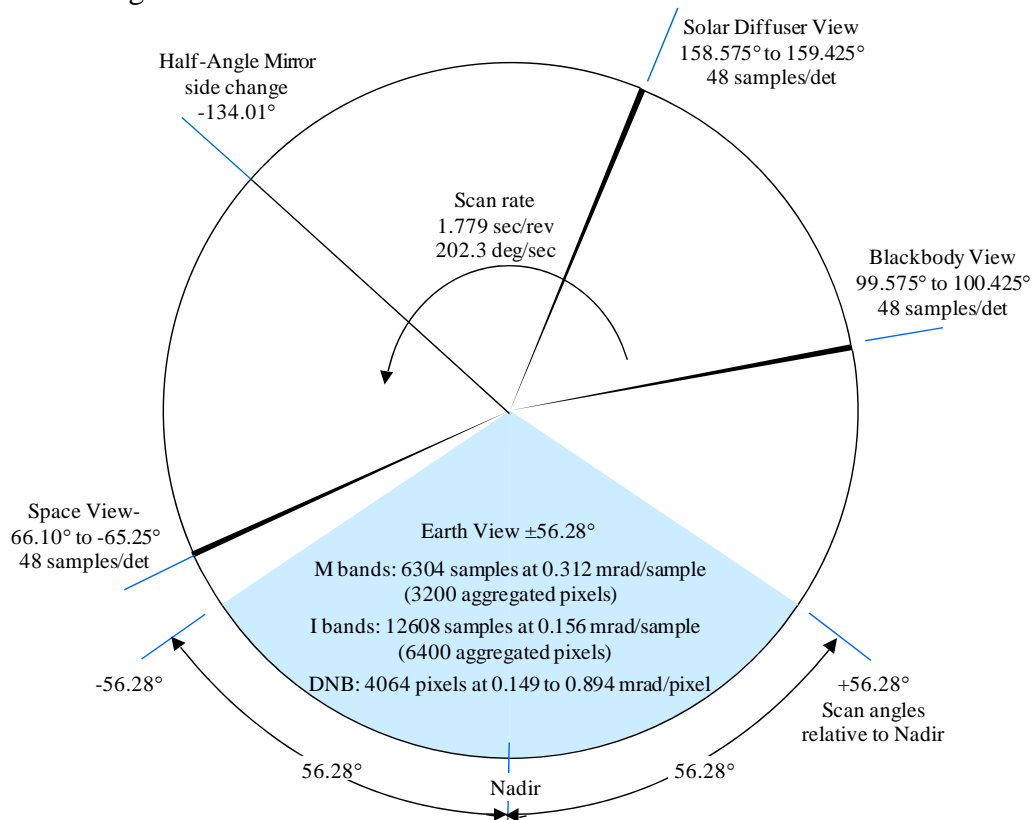 Solar Diffuser View
158.575° to 159.425°
48 samples/det
Half-Angle Mirror
side change
-134.01°
Scan rate
1.779 sec/rev
202.3 deg/sec
Blackbody View
99.575° to 100.425°
48 samples/det
Space View-
66.10° to -65.25°
48 samples/det
Earth View ±56.28°
M bands: 6304 samples at 0.312 mrad/sample
(3200 aggregated pixels)
I bands: 12608 samples at 0.156 mrad/sample
(6400 aggregated pixels)
DNB: 4064 pixels at 0.149 to 0.894 mrad/pixel
-56.28°
+56.28°
Scan angles
relative to Nadir
56.28°
56.28°
Nadir